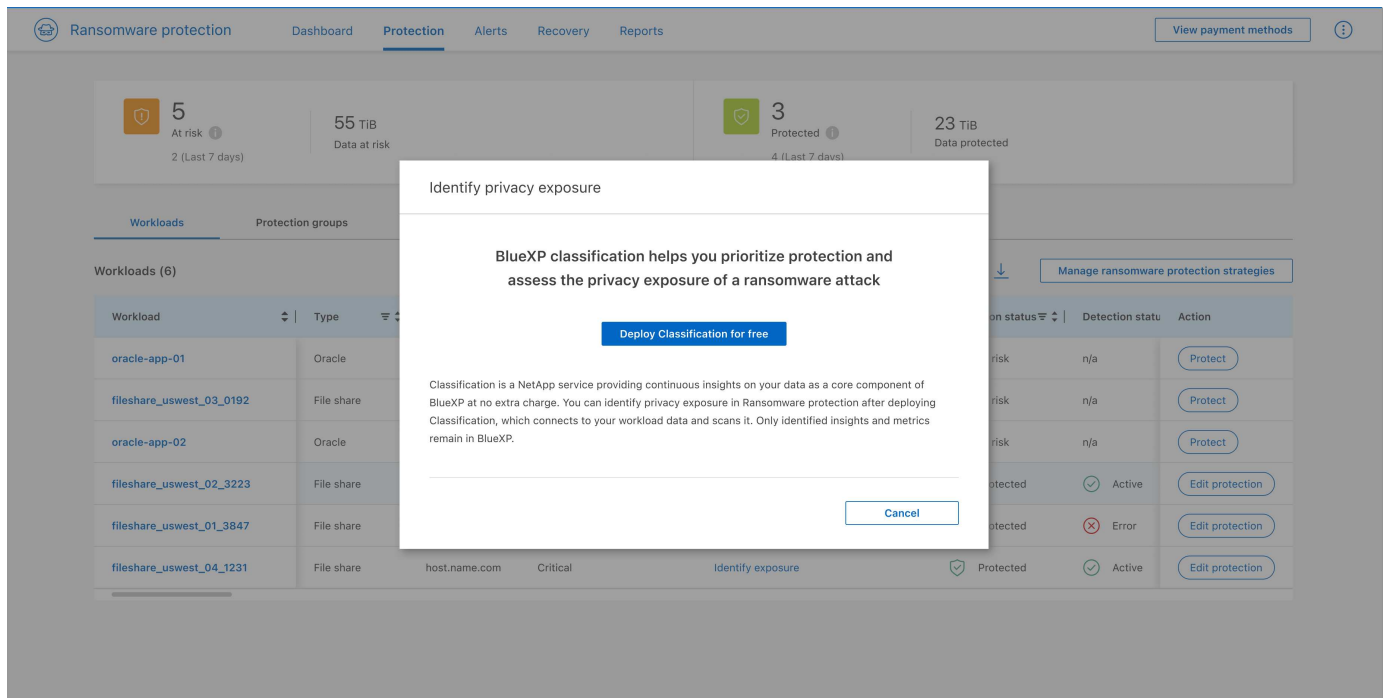 Ransomware protection Dashboard Protection Alerts Recovery Reports View payment methods
5
At risk
2 (Last 7 days)
55 TiB
Data at risk
3
Protected
4 (Last 7 days)
23 TiB
Data protected
Identify privacy exposure
BlueXP classification helps you prioritize protection and
assess the privacy exposure of a ransomware attack
Deploy Classification for free
Classification is a NetApp service providing continuous insights on your data as a core component of
BlueXP at no extra charge. You can identify privacy exposure in Ransomware protection after deploying
Classification, which connects to your workload data and scans it. Only identified insights and metrics
remain in BlueXP.
Cancel
Workloads Protection groups
Workloads (6) Manage ransomware protection strategies
Workload Type on status Detection statu Action
oracle-app-01 Oracle risk n/a Protect
fileshare_uswest_03_0192 File share risk n/a Protect
oracle-app-02 Oracle risk n/a Protect
fileshare_uswest_02_3223 File share otected Active Edit protection
fileshare_uswest_01_3847 File share otected Error Edit protection
fileshare_uswest_04_1231 File share host.name.com Critical Identify exposure Protected Active Edit protection